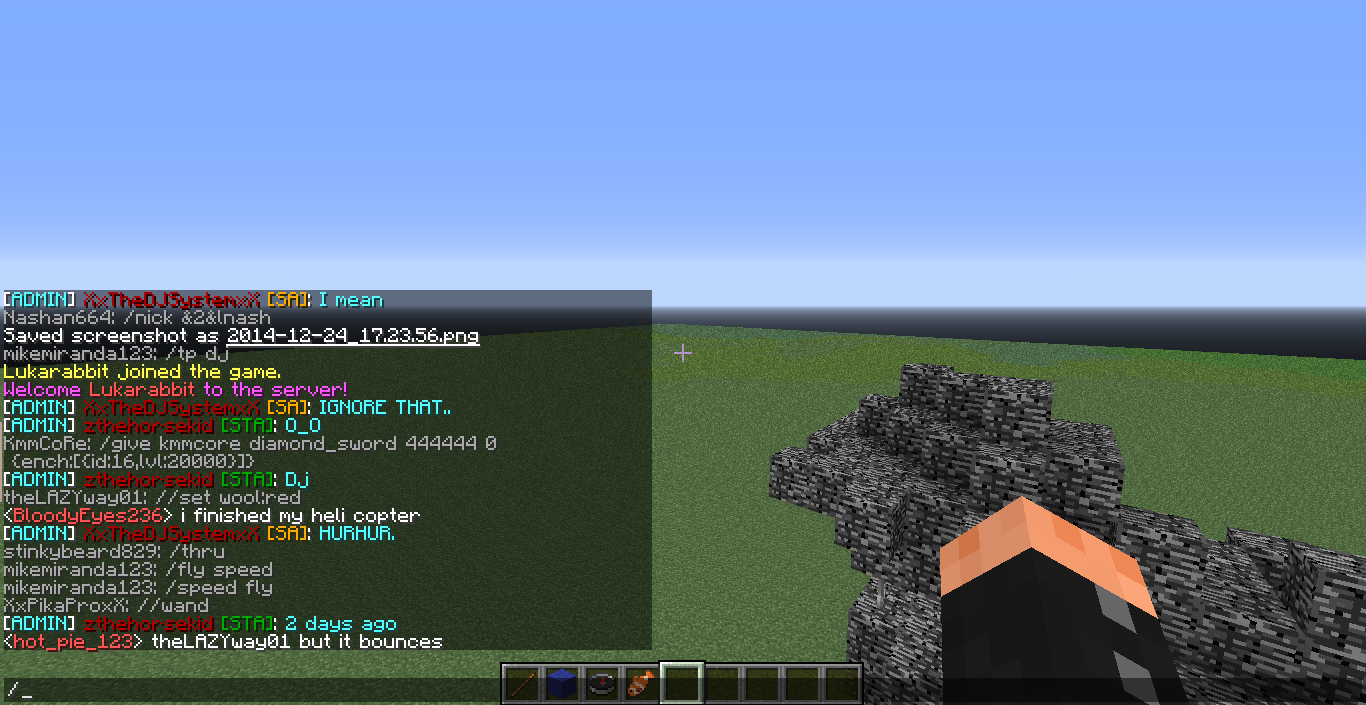 [ADMIN] XxTheDJSystemxX [SA]: I mean
Nashan664: /nick &2&lnash
Saved screenshot as 2014-12-24_17.23.56.png
mikemiranda123: /tp dj
Lukarabbit joined the game.
Welcome Lukarabbit to the server!
[ADMIN] XxTheDJSystemxX [SA]: IGNORE THAT..
[ADMIN] zthehorsekid [STA]: O_O
KmmCoRe: /give kmmcore diamond_sword 444444 0
{ench:[{id:16,lvl:20000}]}
[ADMIN] zthehorsekid [STA]: Dj
theLAZYway01: //set wool:red
<BloodyEyes236> i finished my heli copter
[ADMIN] XxTheDJSystemxX [SA]: HURHUR.
stinkybeard829: /thru
mikemiranda123: /fly speed
mikemiranda123: /speed fly
XxPikaProxX: //wand
[ADMIN] zthehorsekid [STA]: 2 days ago
<hot_pie_123> theLAZYway01 but it bounces
/_